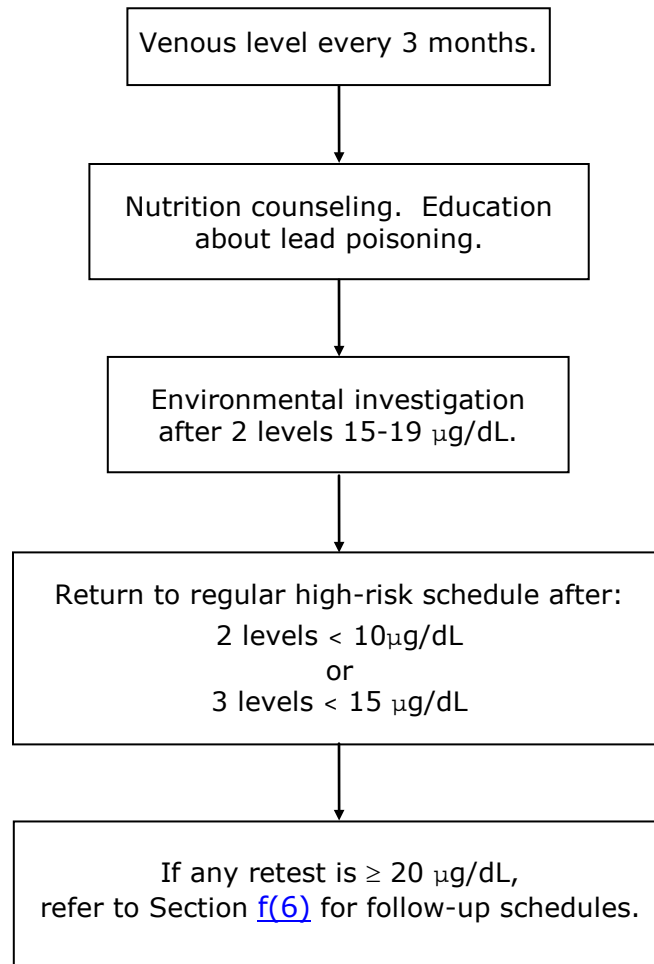 Venous level every 3 months.
Nutrition counseling.  Education
about lead poisoning.
Environmental investigation
after 2 levels 15-19 μg/dL.
Return to regular high-risk schedule after:
2 levels < 10μg/dL
or
3 levels < 15 μg/dL
If any retest is ≥ 20 μg/dL,
refer to Section f(6) for follow-up schedules.